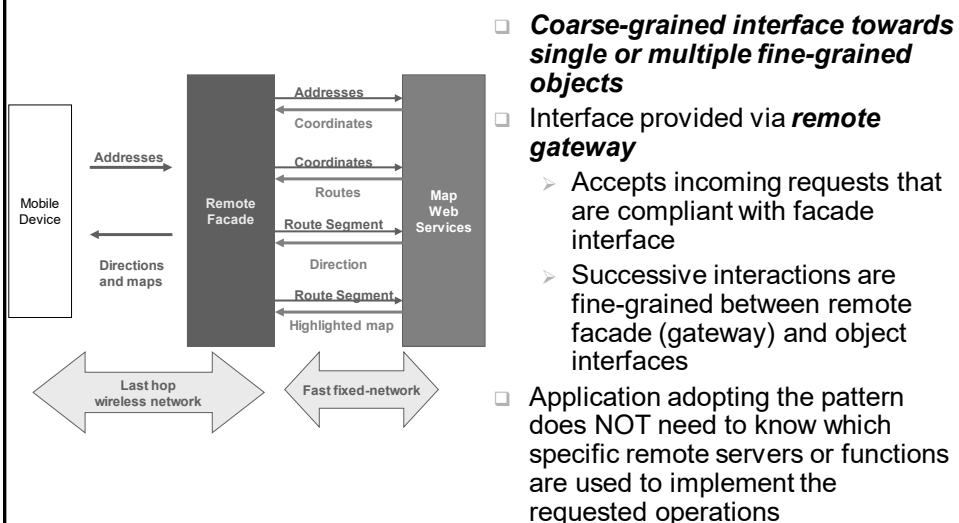 Mobile
Device
Addresses
Directions
and maps
Remote
Facade
Addresses
Coordinates
Coordinates
Routes
Route Segment
Direction
Route Segment
Highlighted map
Map
Web
Services
Last hop
wireless network
Fast fixed-network
Coarse-grained interface towards
single or multiple fine-grained
objects
Interface provided via remote
gateway
Accepts incoming requests that
are compliant with facade
interface
Successive interactions are
fine-grained between remote
facade (gateway) and object
interfaces
Application adopting the pattern
does NOT need to know which
specific remote servers or functions
are used to implement the
requested operations